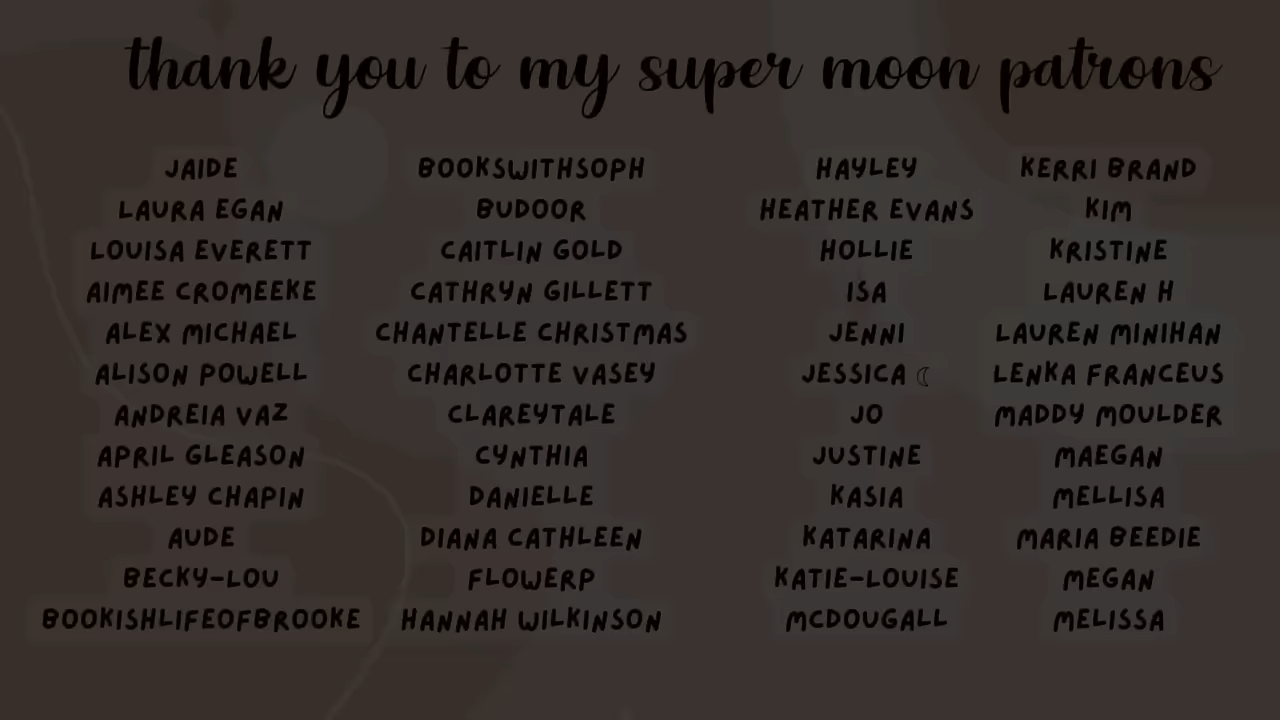 thank you to my super moon patrons
JAIDE
LAURA EGAN
LOUISA EVERETT
AIMEE CROMEEKE
ALEX MICHAEL
ALISON POWELL
ANDREIA VAZ
APRIL GLEASON
ASHLEY CHAPIN
AUDE
BECKY-LOU
BOOKISHLIFEOFBROOKE
BOOKSWITHSOPH
BUDOOR
CAITLIN GOLD
CATHRYN GILLETT
CHANTELLE CHRISTMAS
CHARLOTTE VASEY
CLAREYTALE
CYNTHIA
DANIELLE
DIANA CATHLEEN
FLOWERP
HANNAH WILKINSON
HAYLEY
HEATHER EVANS
HOLLIE
ISA
JENNI
JESSICA ☾
JO
JUSTINE
KASIA
KATARINA
KATIE-LOUISE
MCDOUGALL
KERRI BRAND
KIM
KRISTINE
LAUREN H
LAUREN MINIHAN
LENKA FRANCEUS
MADDY MOULDER
MAEGAN
MELLISA
MARIA BEEDIE
MEGAN
MELISSA